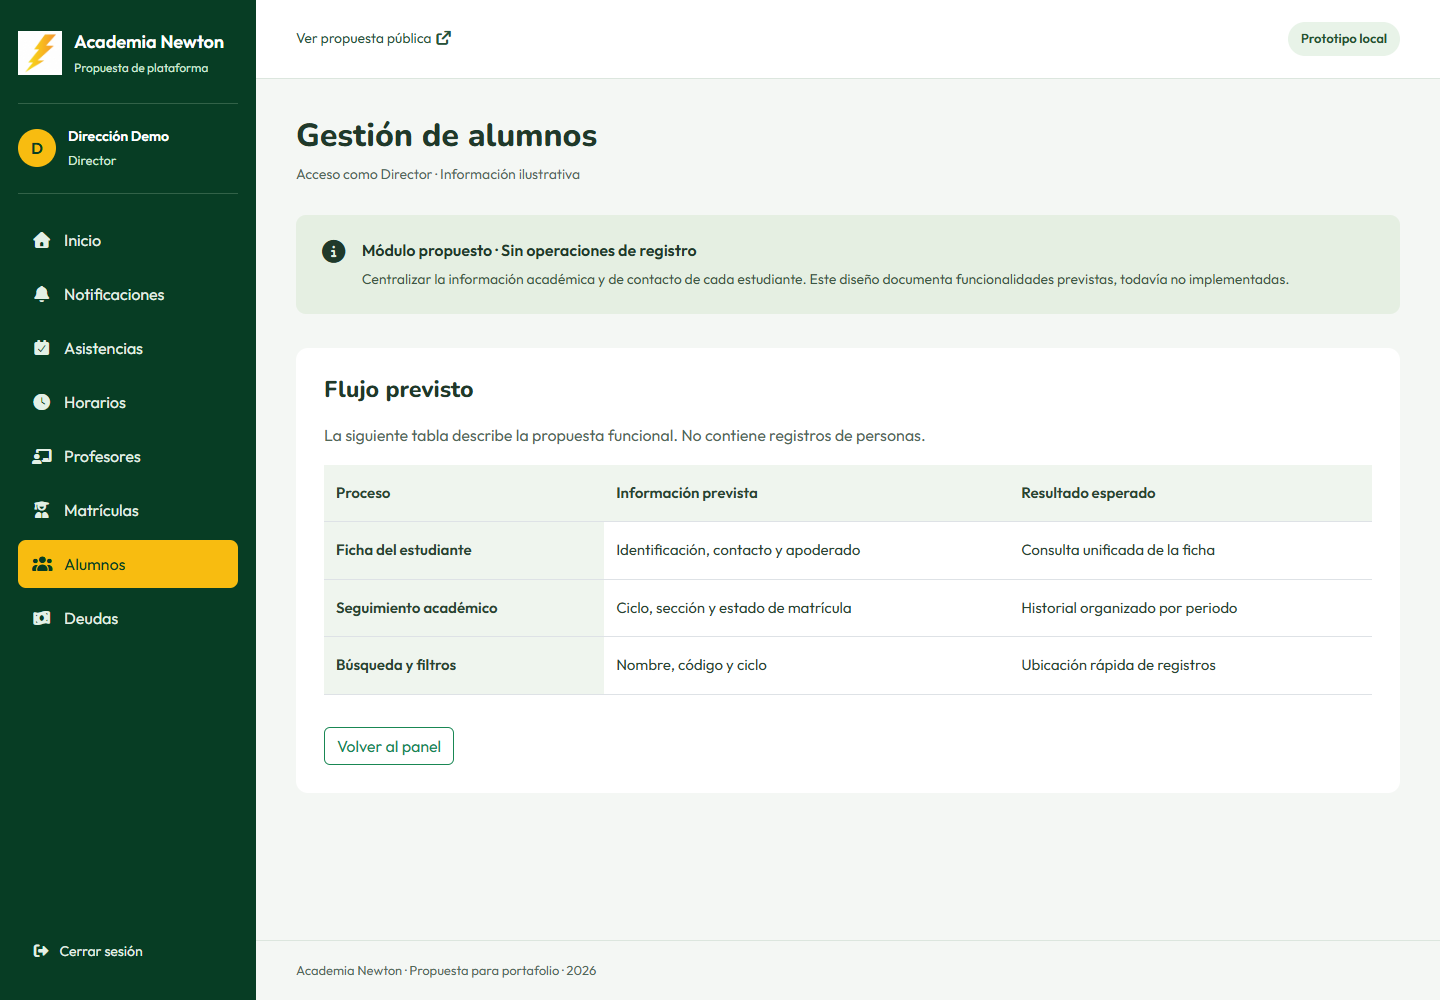 Academia Newton
Propuesta de plataforma
D
Dirección Demo
Director
Inicio
Notificaciones
Asistencias
Horarios
Profesores
Matrículas
Alumnos
Deudas
Cerrar sesión
Ver propuesta pública
Prototipo local
Gestión de alumnos
Acceso como Director · Información ilustrativa
Módulo propuesto · Sin operaciones de registro
Centralizar la información académica y de contacto de cada estudiante. Este diseño documenta funcionalidades previstas, todavía no implementadas.
Flujo previsto
La siguiente tabla describe la propuesta funcional. No contiene registros de personas.
Proceso Información prevista Resultado esperado
Ficha del estudiante Identificación, contacto y apoderado Consulta unificada de la ficha
Seguimiento académico Ciclo, sección y estado de matrícula Historial organizado por periodo
Búsqueda y filtros Nombre, código y ciclo Ubicación rápida de registros
Volver al panel
Academia Newton · Propuesta para portafolio · 2026